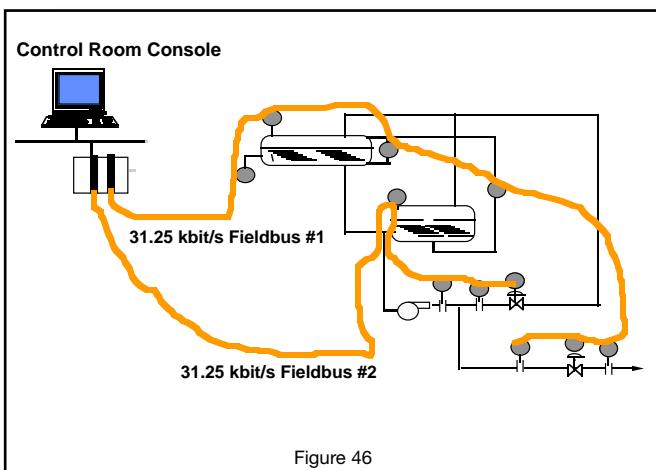 Control Room Console
31.25 kbit/s Fieldbus #1
31.25 kbit/s Fieldbus #2
Figure 46